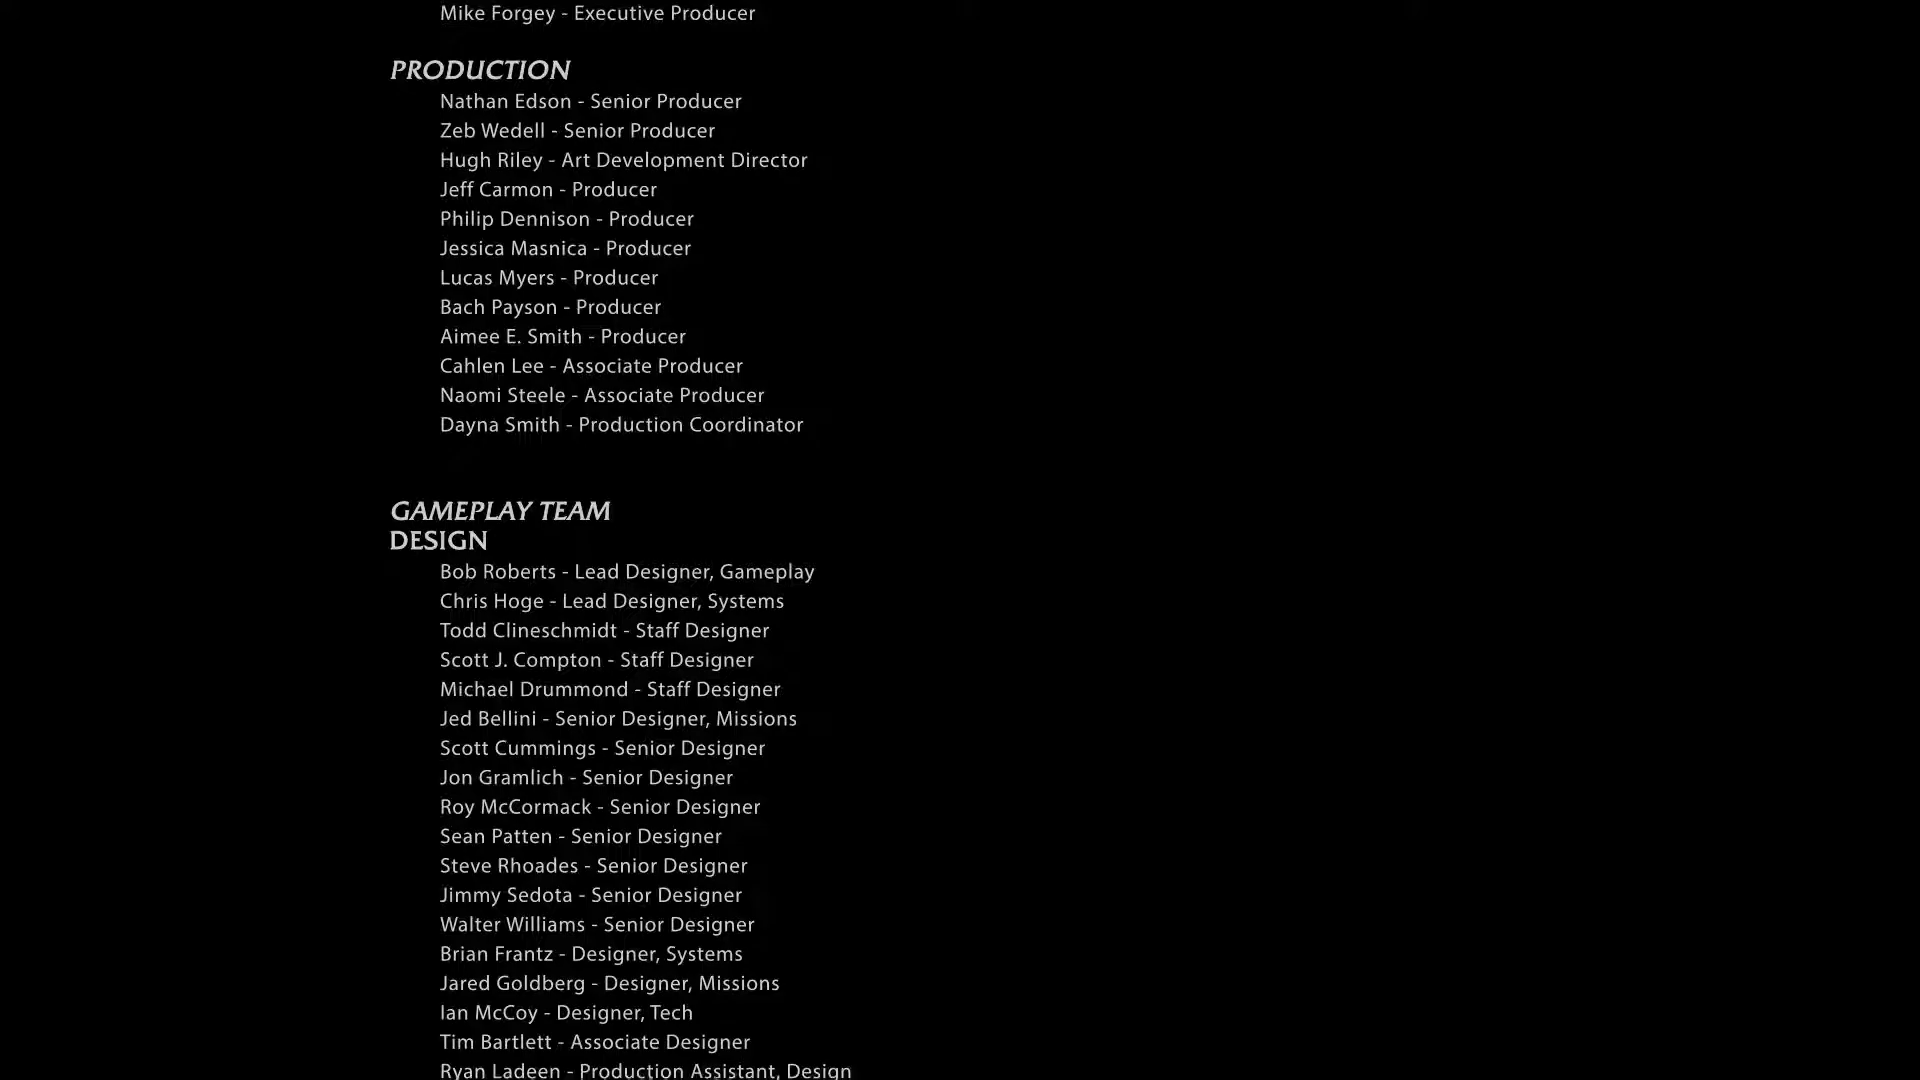 Mike Forgey - Executive Producer
PRODUCTION
Nathan Edson - Senior Producer
Zeb Wedell - Senior Producer
Hugh Riley - Art Development Director
Jeff Carmon - Producer
Philip Dennison - Producer
Jessica Masnica - Producer
Lucas Myers - Producer
Bach Payson - Producer
Aimee E. Smith - Producer
Cahlen Lee - Associate Producer
Naomi Steele - Associate Producer
Dayna Smith - Production Coordinator
GAMEPLAY TEAM
DESIGN
Bob Roberts - Lead Designer, Gameplay
Chris Hoge - Lead Designer, Systems
Todd Clineschmidt - Staff Designer
Scott J. Compton - Staff Designer
Michael Drummond - Staff Designer
Jed Bellini - Senior Designer, Missions
Scott Cummings - Senior Designer
Jon Gramlich - Senior Designer
Roy McCormack - Senior Designer
Sean Patten - Senior Designer
Steve Rhoades - Senior Designer
Jimmy Sedota - Senior Designer
Walter Williams - Senior Designer
Brian Frantz - Designer, Systems
Jared Goldberg - Designer, Missions
Ian McCoy - Designer, Tech
Tim Bartlett - Associate Designer
Ryan Ladeen - Production Assistant, Design